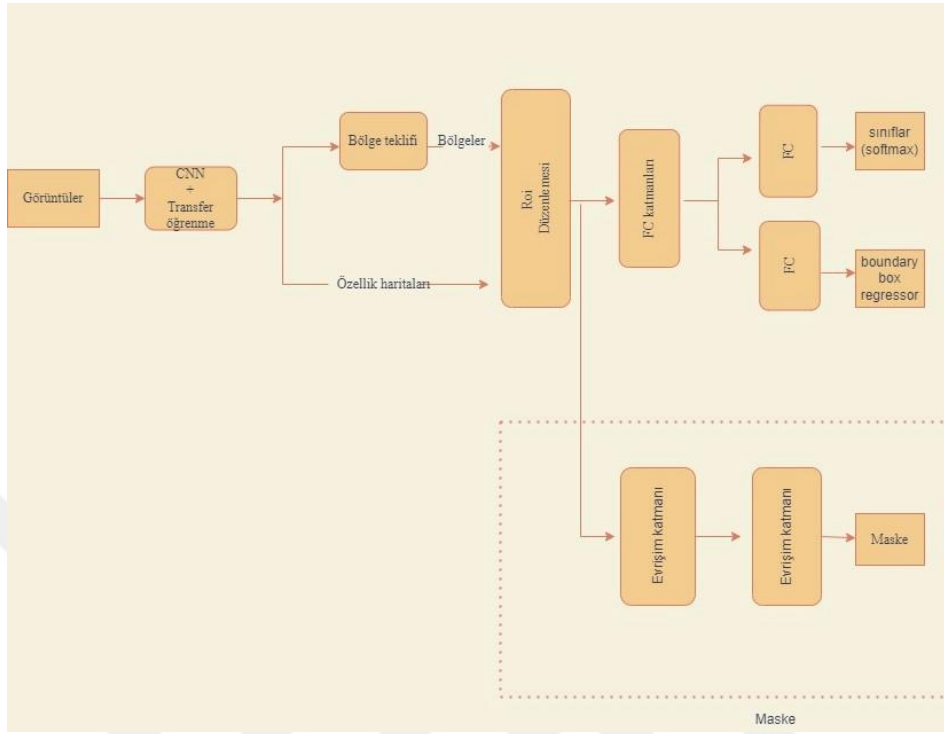 Görüntüler
CNN
+
Transfer
öğrenme
Bölge teklifi
Bölgeler
Özellik haritaları
Roi
Düzenlemesi
FC katmanları
FC
sınıflar
(softmax)
FC
boundary
box
regressor
Evrişim katmanı
Evrişim katmanı
Maske
Maske